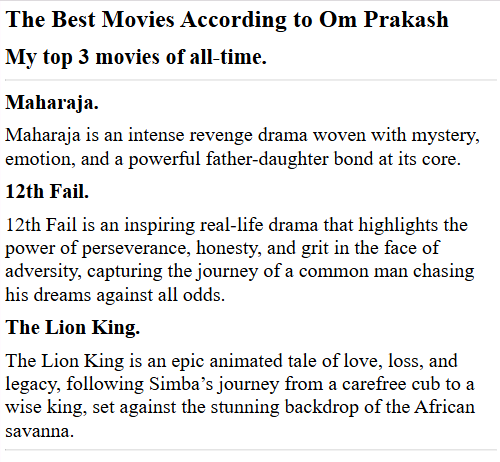 The Best Movies According to Om Prakash
My top 3 movies of all-time.
Maharaja.
Maharaja is an intense revenge drama woven with mystery,
emotion, and a powerful father-daughter bond at its core.
12th Fail.
12th Fail is an inspiring real-life drama that highlights the
power of perseverance, honesty, and grit in the face of
adversity, capturing the journey of a common man chasing
his dreams against all odds.
The Lion King.
The Lion King is an epic animated tale of love, loss, and
legacy, following Simba’s journey from a carefree cub to a
wise king, set against the stunning backdrop of the African
savanna.